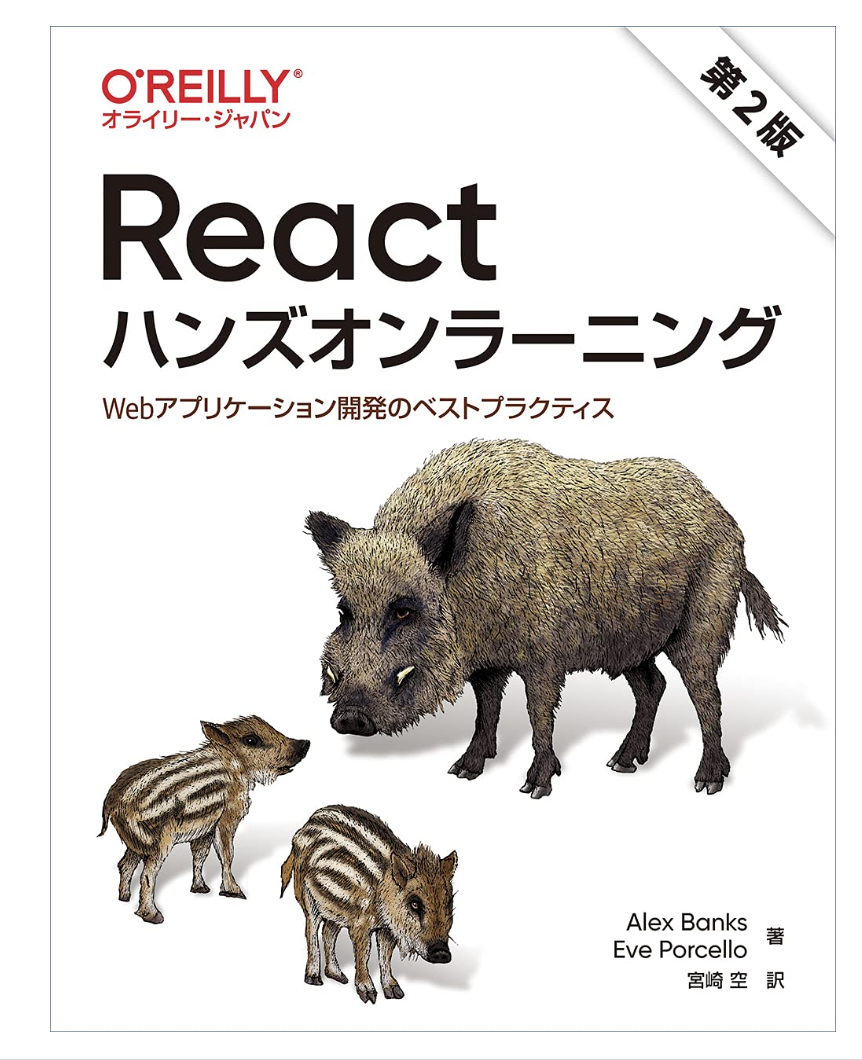 O'REILLY®
オライリー・ジャパン
第2版
React
ハンズオンラーニング
Webアプリケーション開発のベストプラクティス
Alex Banks
Eve Porcello 著
宮崎 空 訳